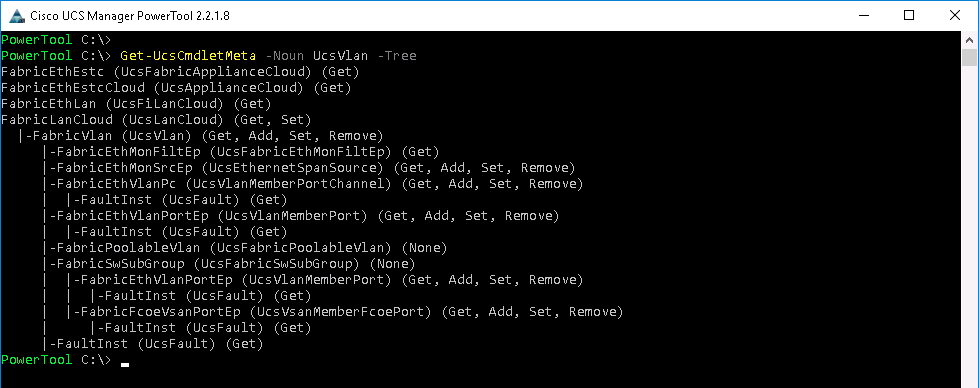 Cisco UCS Manager PowerTool 2.2.1.8
PowerTool C:\>
PowerTool C:\> Get-UcsCmdletMeta -Noun UcsVlan -Tree
FabricEthEstc (UcsFabricApplianceCloud) (Get)
FabricEthEstcCloud (UcsApplianceCloud) (Get)
FabricEthLan (UcsFiLanCloud) (Get)
FabricLanCloud (UcsLanCloud) (Get, Set)
  |-FabricVlan (UcsVlan) (Get, Add, Set, Remove)
     |-FabricEthMonFiltEp (UcsFabricEthMonFiltEp) (Get)
     |-FabricEthMonSrcEp (UcsEthernetSpanSource) (Get, Add, Set, Remove)
     |-FabricEthVlanPc (UcsVlanMemberPortChannel) (Get, Add, Set, Remove)
     |  |-FaultInst (UcsFault) (Get)
     |-FabricEthVlanPortEp (UcsVlanMemberPort) (Get, Add, Set, Remove)
     |  |-FaultInst (UcsFault) (Get)
     |-FabricPoolableVlan (UcsFabricPoolableVlan) (None)
     |-FabricSwSubGroup (UcsFabricSwSubGroup) (None)
     |  |-FabricEthVlanPortEp (UcsVlanMemberPort) (Get, Add, Set, Remove)
     |  |  |-FaultInst (UcsFault) (Get)
     |  |-FabricFcoeVsanPortEp (UcsVsanMemberFcoePort) (Get, Add, Set, Remove)
     |     |-FaultInst (UcsFault) (Get)
     |-FaultInst (UcsFault) (Get)
PowerTool C:\>